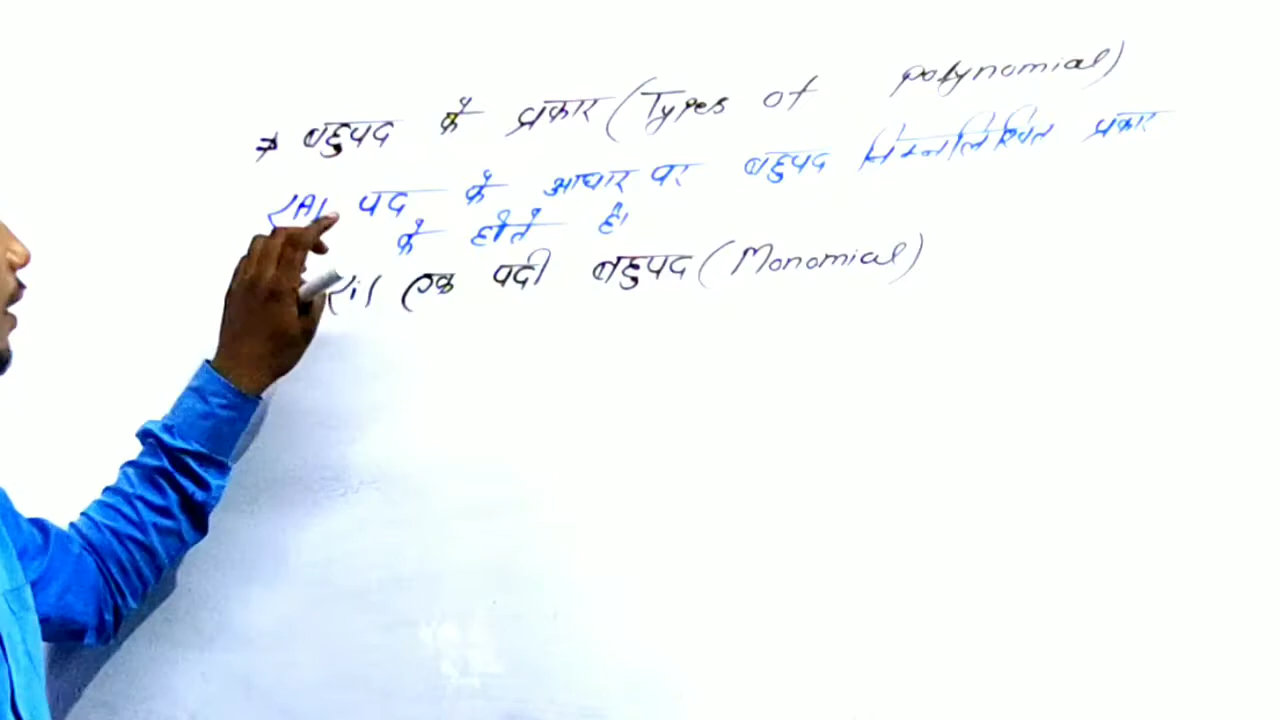 ⇒ बहुपद के प्रकार (Types of polynomial)
(A) पद के आधार पर बहुपद निम्नलिखित प्रकार
के होते है।
(i) एक पदी बहुपद (Monomial)